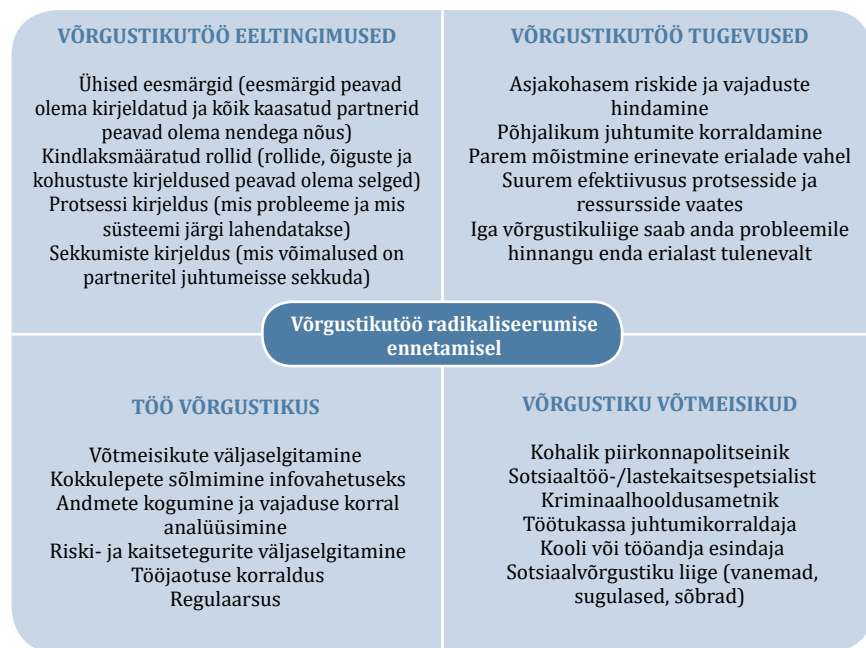 VÕRGUSTIKUTÖÖ EELTINGIMUSED
Ühised eesmärgid (eesmärgid peavad
olema kirjeldatud ja kõik kaasatud partnerid
peavad olema nendega nõus)
Kindlaksmääratud rollid (rollide, õiguste ja
kohustuste kirjeldused peavad olema selged)
Protsessi kirjeldus (mis probleeme ja mis
süsteemi järgi lahendatakse)
Sekkumiste kirjeldus (mis võimalused on
partneritel juhtumeisse sekkuda)
VÕRGUSTIKUTÖÖ TUGEVUSED
Asjakohasem riskide ja vajaduste
hindamine
Põhjalikum juhtumite korraldamine
Parem mõistmine erinevate erialade vahel
Suurem efektiivusus protsesside ja
ressursside vaates
Iga võrgustikuliige saab anda probleemile
hinnangu enda erialast tulenevalt
Võrgustikutöö radikaliseerumise
ennetamisel
TÖÖ VÕRGUSTIKUS
Võtmeisikute väljaselgitamine
Kokkulepete sõlmimine infovahetuseks
Andmete kogumine ja vajaduse korral
analüüsimine
Riski- ja kaitsetegurite väljaselgitamine
Tööjaotuse korraldus
Regulaarsus
VÕRGUSTIKU VÕTMEISIKUD
Kohalik piirkonnapolitseinik
Sotsiaaltöö-/lastekaitsespetsialist
Kriminaalhooldusametnik
Töötukassa juhtumikorraldaja
Kooli või tööandja esindaja
Sotsiaalvõrgustiku liige (vanemad,
sugulased, sõbrad)